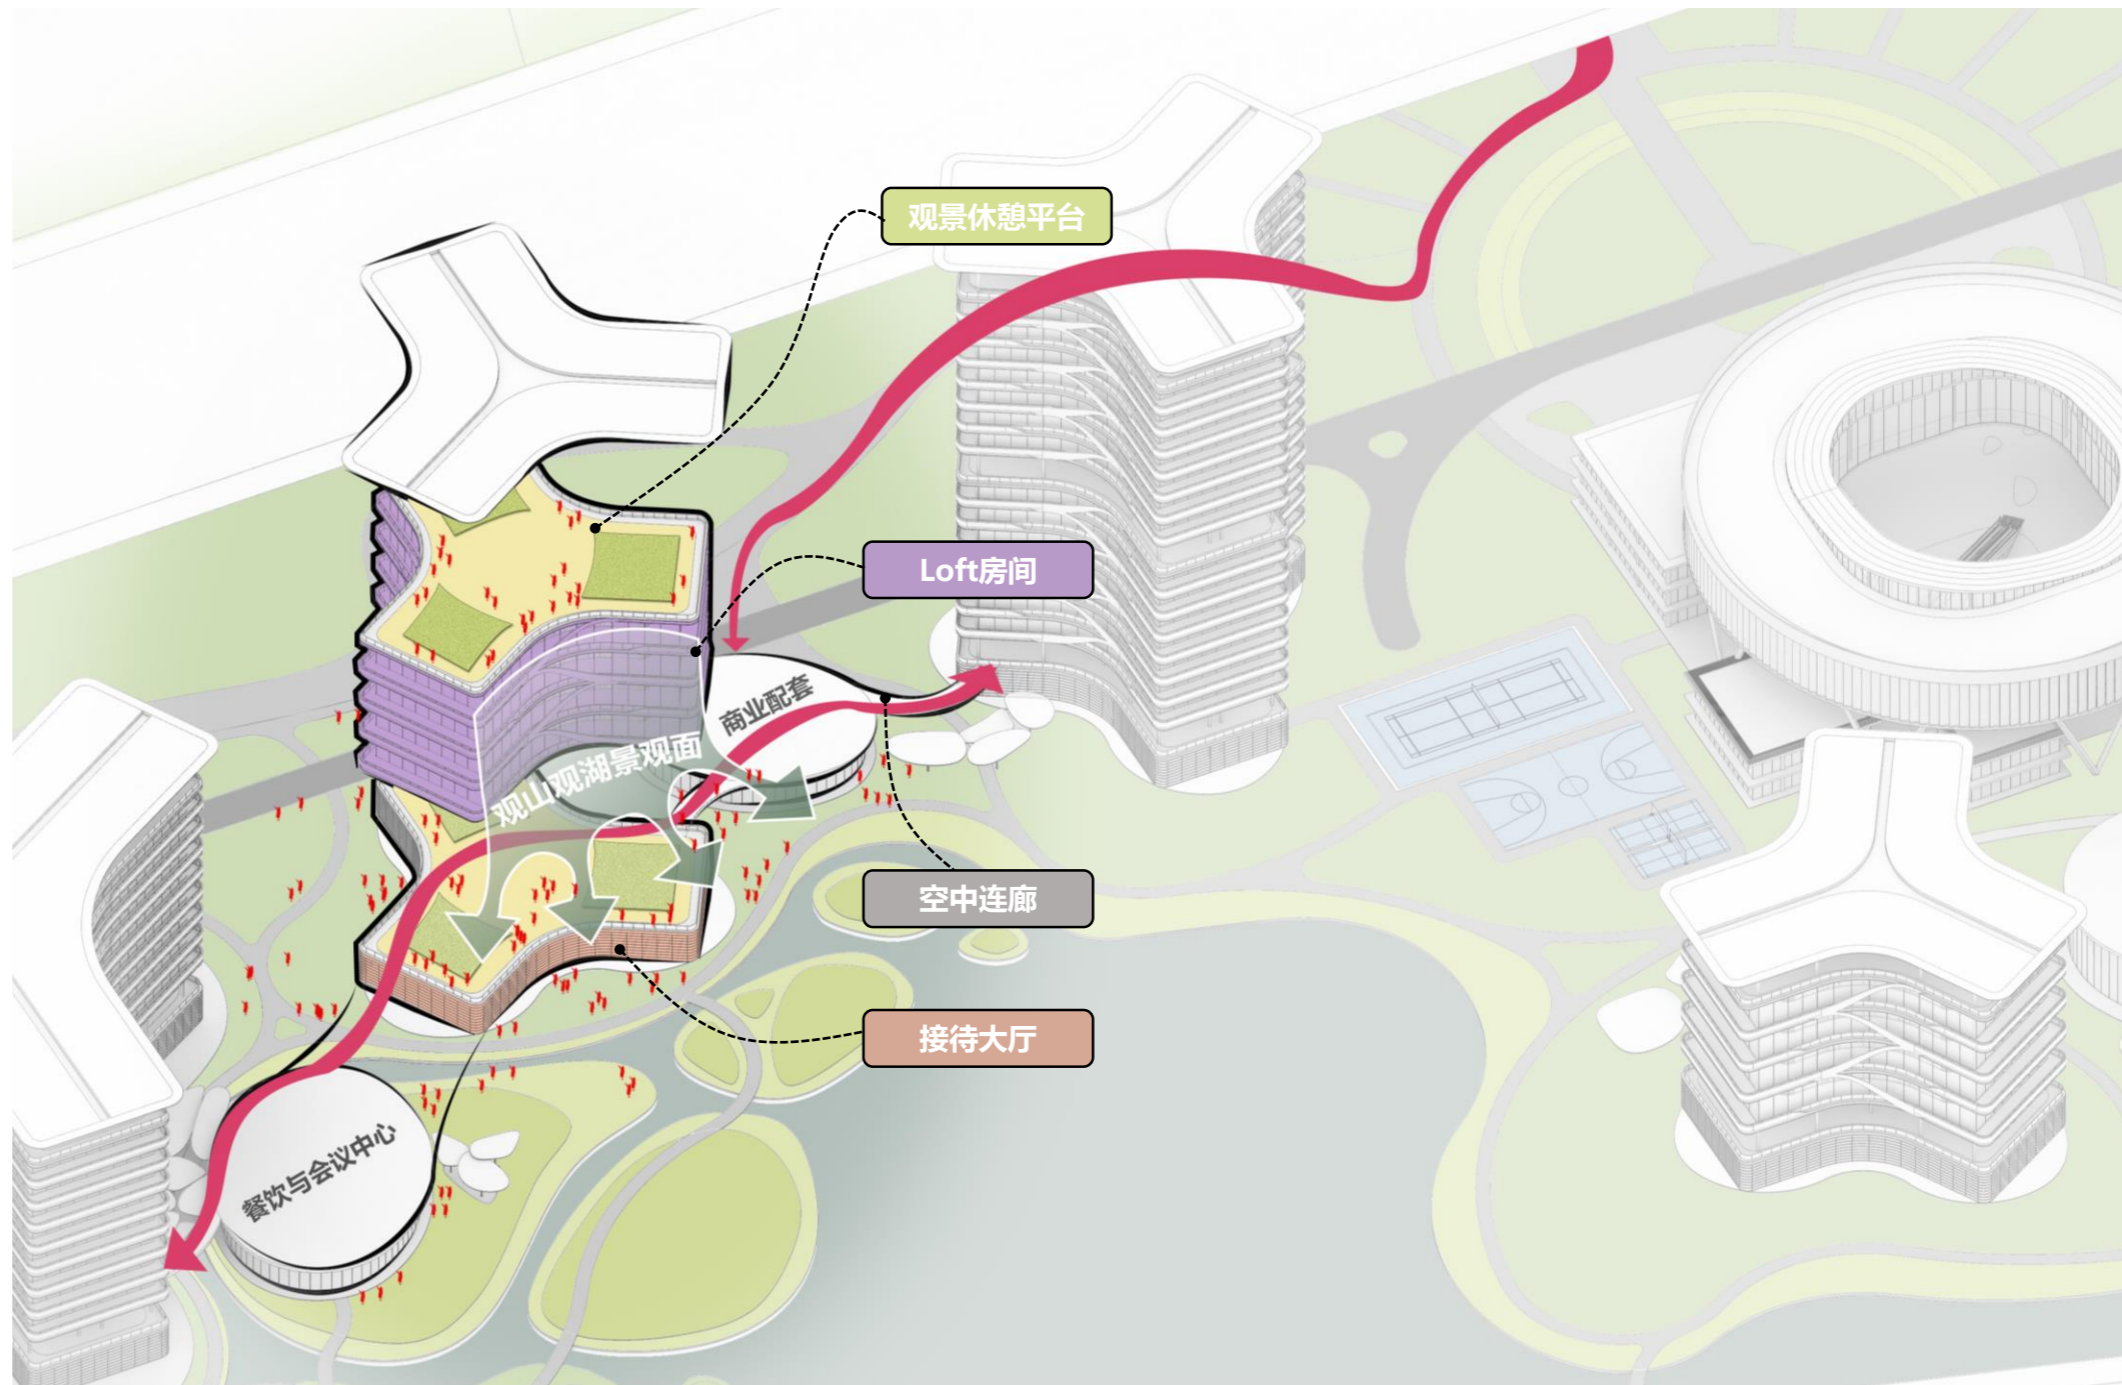 观景休憩平台
Loft房间
商业配套
观山观湖景观面
空中连廊
接待大厅
餐饮与会议中心